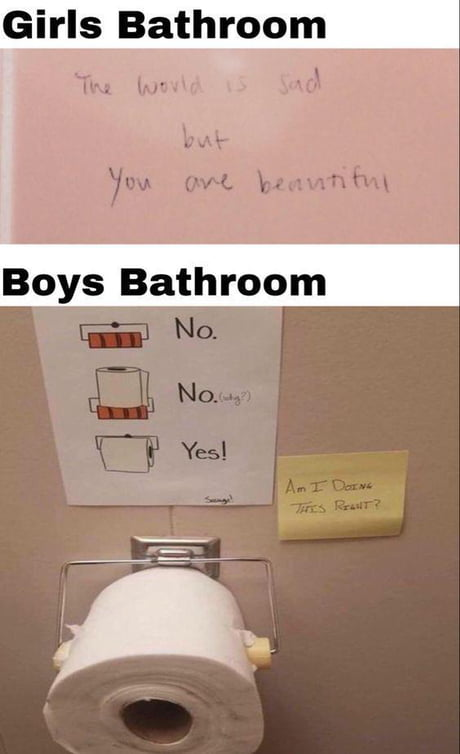 Girls Bathroom
The world is sad
but
You are beautiful
Boys Bathroom
No.
No. (why?)
Yes!
Am I Doing
This Right?